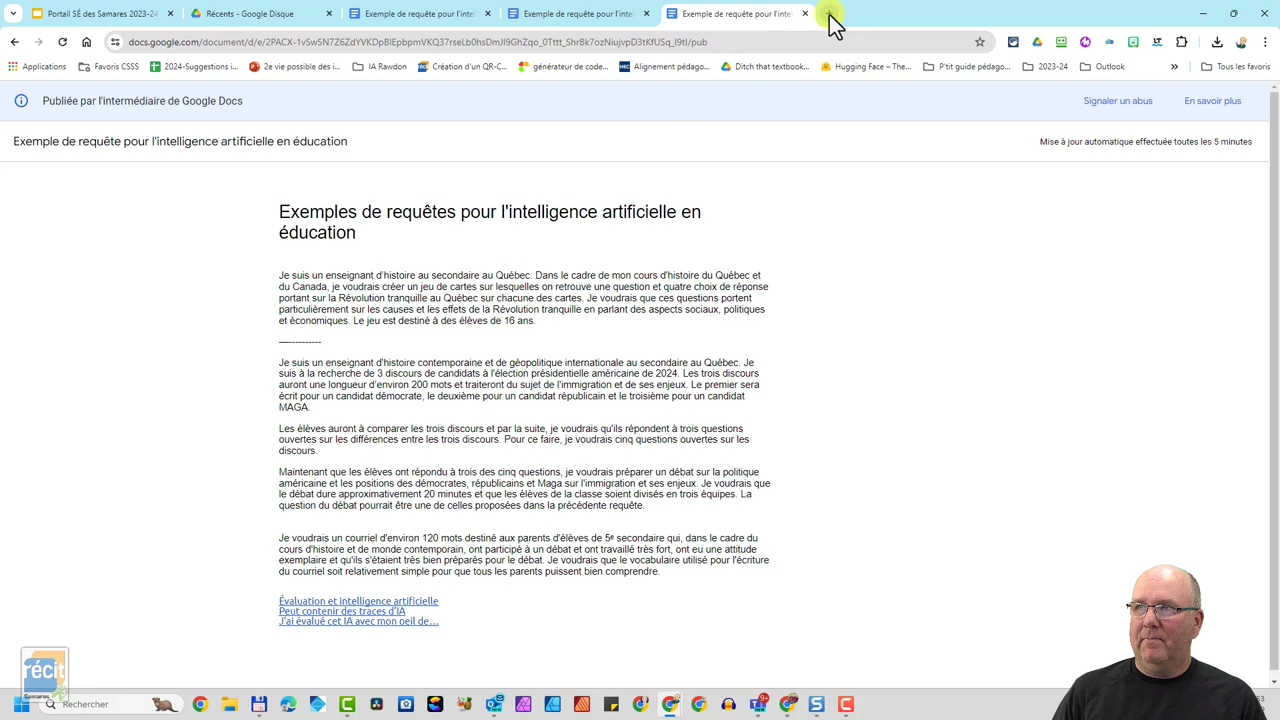 Portail SÉ des Samares 2023-24
Récents - Google Disque
Exemple de requête pour l'intel
Exemple de requête pour l'intel
Exemple de requête pour l'intel
docs.google.com/document/d/e/2PACX-1vSw5N7Z6ZdYVKDpBlEpbpmVKQ37rseLb0hsDmJl9GhZqo_0Tttt_ShrBk7ozNiujvpD3tKfUSq_I9tI/pub
Applications
Favoris CSSS
2024-Suggestions i...
2e vie possible des i...
IA Rawdon
Création d'un QR-C...
générateur de code...
Alignement pédago...
Ditch that textbook...
Hugging Face – The...
P'tit guide pédago...
2023-24
Outlook
Tous les favoris
Publiée par l'intermédiaire de Google Docs
Signaler un abus
En savoir plus
Exemple de requête pour l'intelligence artificielle en éducation
Mise à jour automatique effectuée toutes les 5 minutes
Exemples de requêtes pour l'intelligence artificielle en
éducation
Je suis un enseignant d'histoire au secondaire au Québec. Dans le cadre de mon cours d'histoire du Québec et
du Canada, je voudrais créer un jeu de cartes sur lesquelles on retrouve une question et quatre choix de réponse
portant sur la Révolution tranquille au Québec sur chacune des cartes. Je voudrais que ces questions portent
particulièrement sur les causes et les effets de la Révolution tranquille en parlant des aspects sociaux, politiques
et économiques. Le jeu est destiné à des élèves de 16 ans.
—----------
Je suis un enseignant d'histoire contemporaine et de géopolitique internationale au secondaire au Québec. Je
suis à la recherche de 3 discours de candidats à l'élection présidentielle américaine de 2024. Les trois discours
auront une longueur d'environ 200 mots et traiteront du sujet de l'immigration et de ses enjeux. Le premier sera
écrit pour un candidat démocrate, le deuxième pour un candidat républicain et le troisième pour un candidat
MAGA.
Les élèves auront à comparer les trois discours et par la suite, je voudrais qu'ils répondent à trois questions
ouvertes sur les différences entre les trois discours. Pour ce faire, je voudrais cinq questions ouvertes sur les
discours.
Maintenant que les élèves ont répondu à trois des cinq questions, je voudrais préparer un débat sur la politique
américaine et les positions des démocrates, républicains et Maga sur l'immigration et ses enjeux. Je voudrais que
le débat dure approximativement 20 minutes et que les élèves de la classe soient divisés en trois équipes. La
question du débat pourrait être une de celles proposées dans la précédente requête.
Je voudrais un courriel d'environ 120 mots destiné aux parents d'élèves de 5ᵉ secondaire qui, dans le cadre du
cours d'histoire et de monde contemporain, ont participé à un débat et ont travaillé très fort, ont eu une attitude
exemplaire et qu'ils s'étaient très bien préparés pour le débat. Je voudrais que le vocabulaire utilisé pour l'écriture
du courriel soit relativement simple pour que tous les parents puissent bien comprendre.
Évaluation et intelligence artificielle
Peut contenir des traces d'IA
J'ai évalué cet IA avec mon oeil de…
récit
Samares
Rechercher